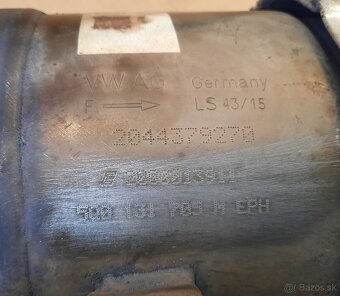 VW AG Germany
F LS 43/15
2044379270
5Q0 131 703 M EPH
© Bazos.sk